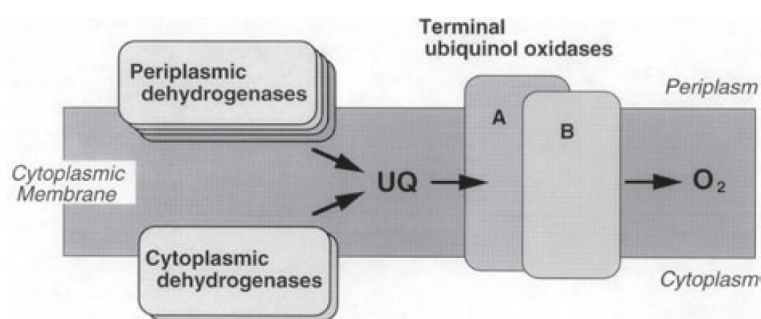 Terminal
ubiquinol oxidases
Periplasmic
dehydrogenases
Periplasm
A
B
Cytoplasmic
Membrane
UQ
O₂
Cytoplasmic
dehydrogenases
Cytoplasm